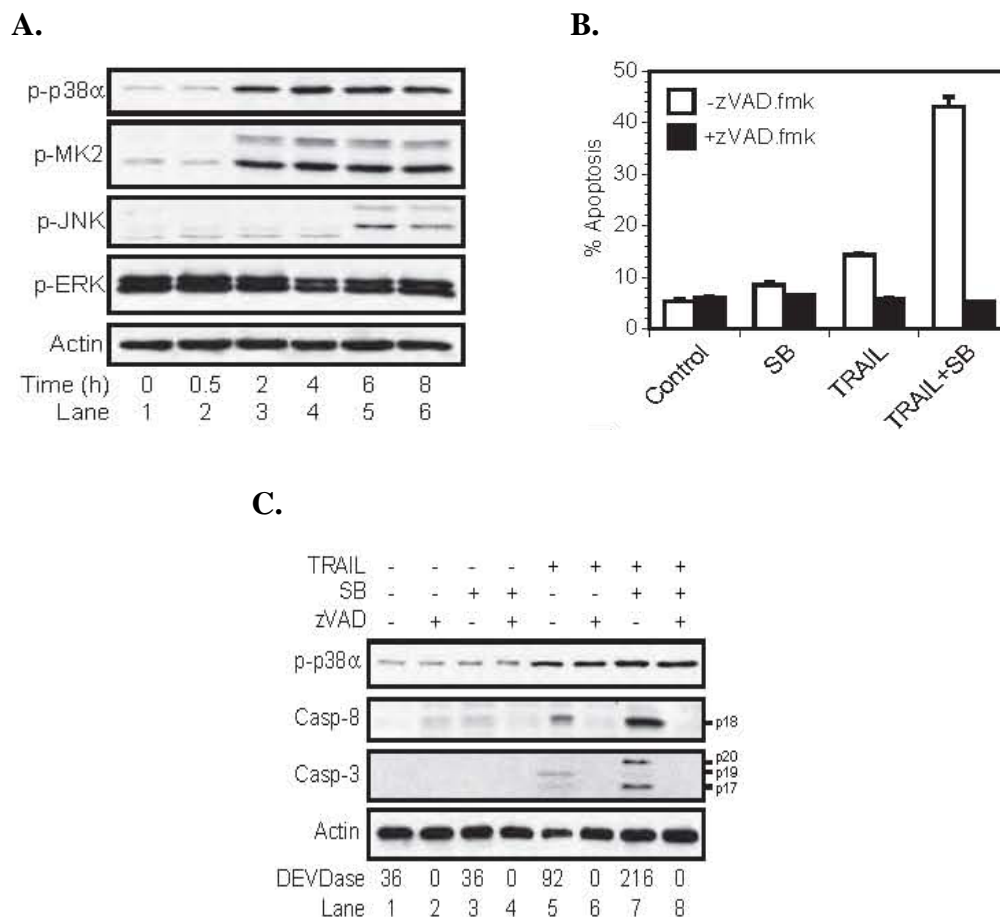 A.
p-p38α
p-MK2
p-JNK
p-ERK
Actin
Time (h) 0 0.5 2 4 6 8
Lane 1 2 3 4 5 6
B.
50
40
30
20
10
0
% Apoptosis
-zVAD.fmk
+zVAD.fmk
Control
SB
TRAIL
TRAIL+SB
C.
TRAIL - - - - + + + +
SB - - + + - - + +
zVAD - + - + - + - +
p-p38α
Casp-8
p18
Casp-3
p20
p19
p17
Actin
DEVDase 36 0 36 0 92 0 216 0
Lane 1 2 3 4 5 6 7 8